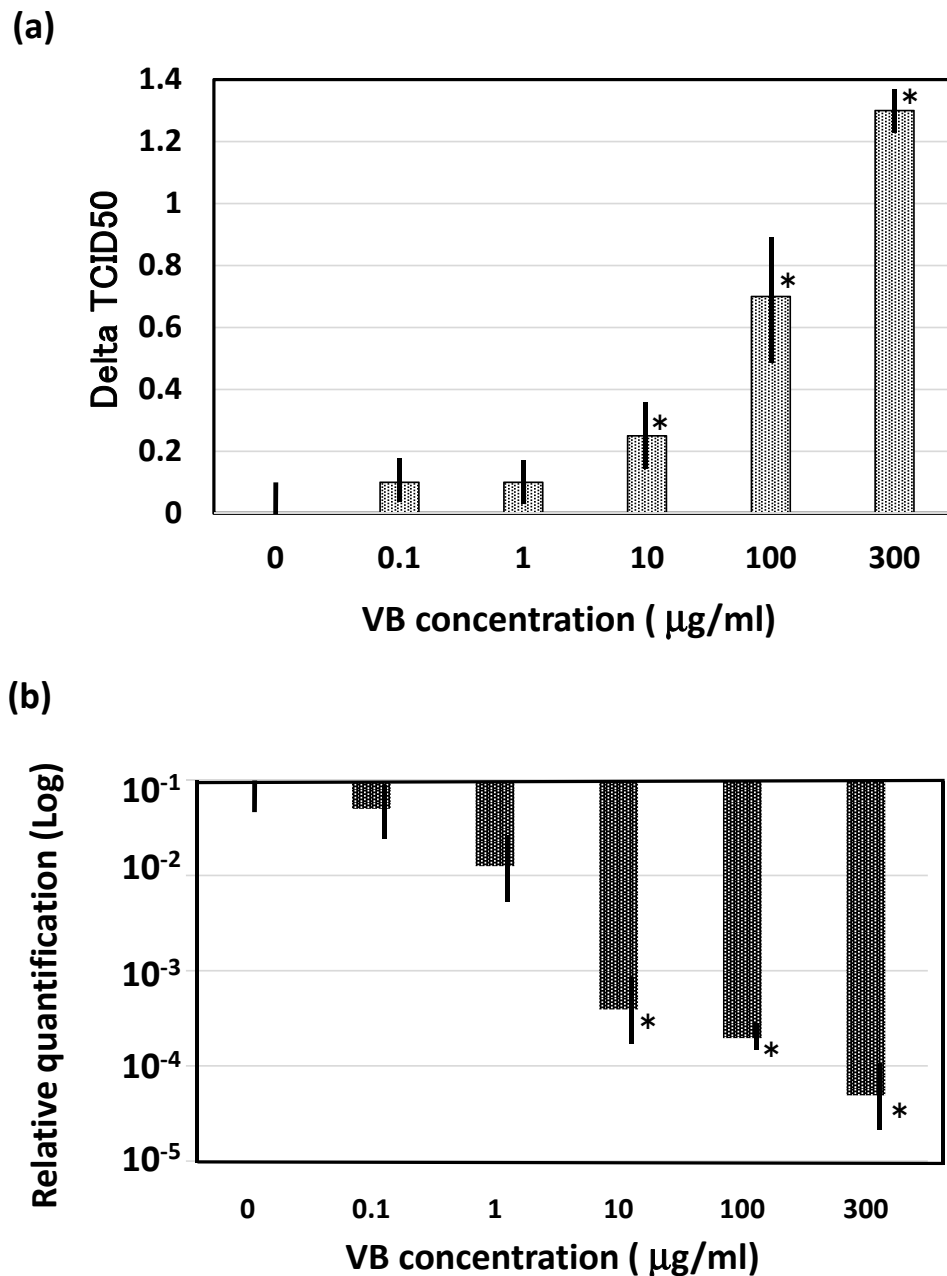 (a)
Delta TCID50
1.4
1.2
1
0.8
0.6
0.4
0.2
0
*
*
*
0 0.1 1 10 100 300
VB concentration ( μg/ml)
(b)
Relative quantification (Log)
10⁻¹
10⁻²
10⁻³
10⁻⁴
10⁻⁵
*
*
*
0 0.1 1 10 100 300
VB concentration ( μg/ml)